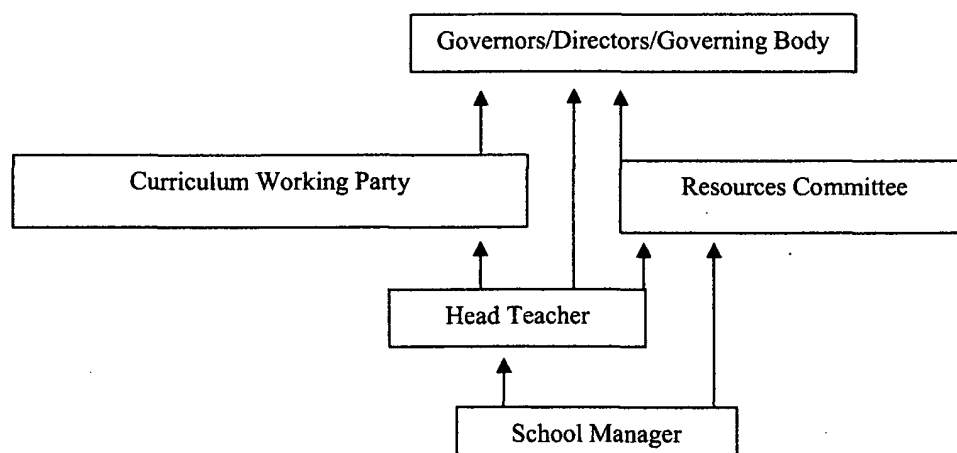 Governors/Directors/Governing Body
Curriculum Working Party
Resources Committee
Head Teacher
School Manager